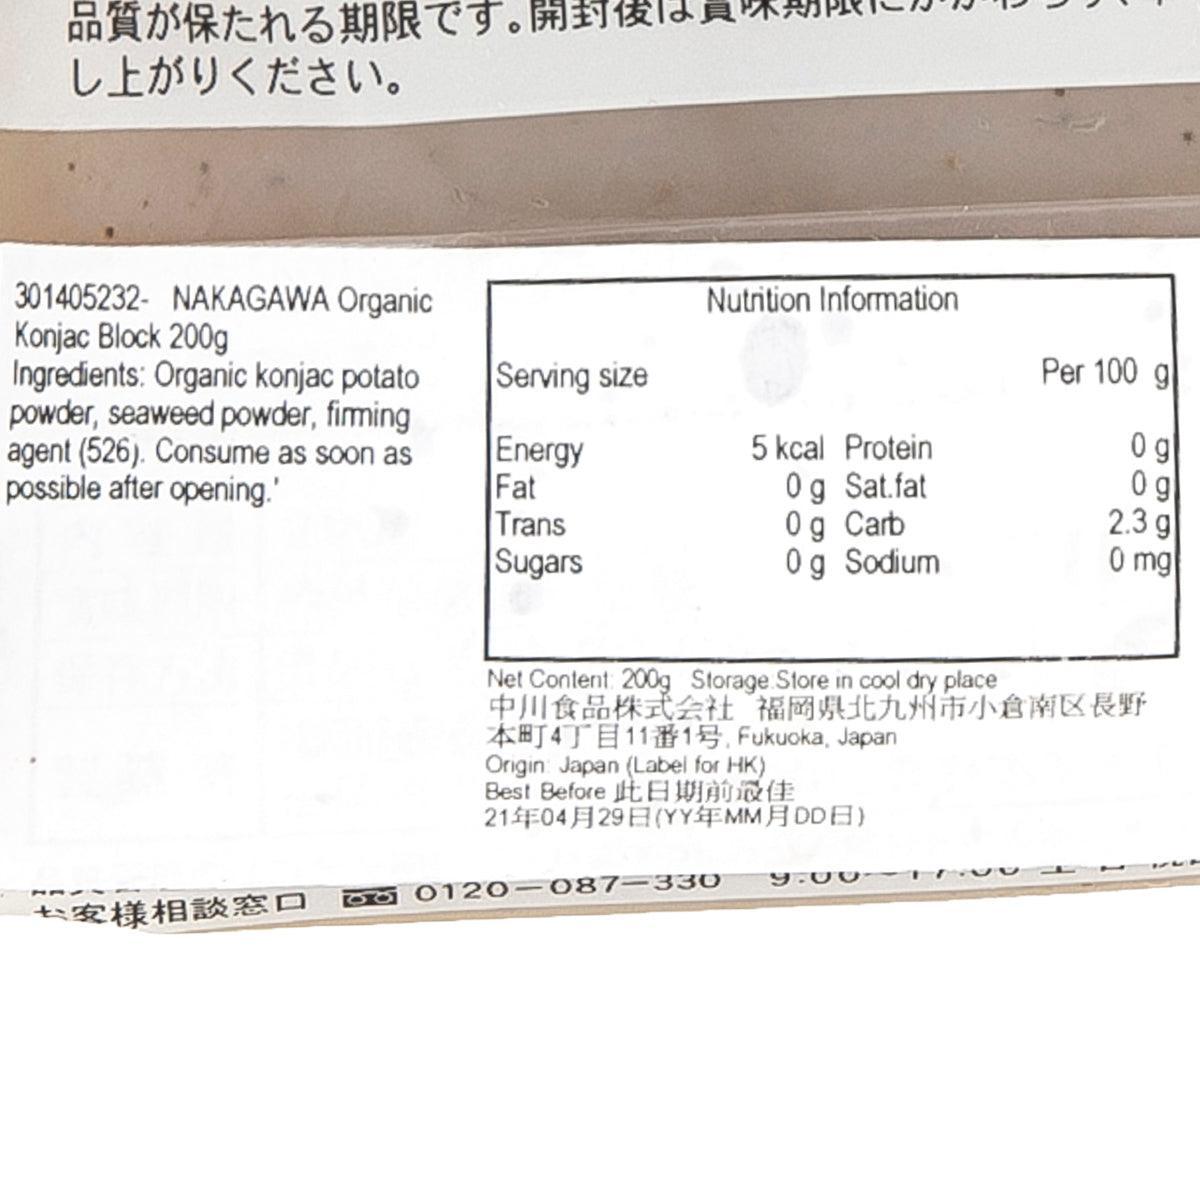 品質が保たれる期限です。開封後は賞味期限にかかわらず、
し上がりください。
301405232- NAKAGAWA Organic
Konjac Block 200g
Ingredients: Organic konjac potato
powder, seaweed powder, firming
agent (526). Consume as soon as
possible after opening.'
Nutrition Information
Serving size Per 100 g
Energy 5 kcal Protein 0 g
Fat 0 g Sat.fat 0 g
Trans 0 g Carb 2.3 g
Sugars 0 g Sodium 0 mg
Net Content: 200g Storage:Store in cool dry place
中川食品株式会社 福岡県北九州市小倉南区長野
本町4丁目11番1号, Fukuoka, Japan
Origin: Japan (Label for HK)
Best Before 此日期前最佳
21年04月29日(YY年MM月DD日)
お客様相談窓口 0120-087-330 9:00~17:00